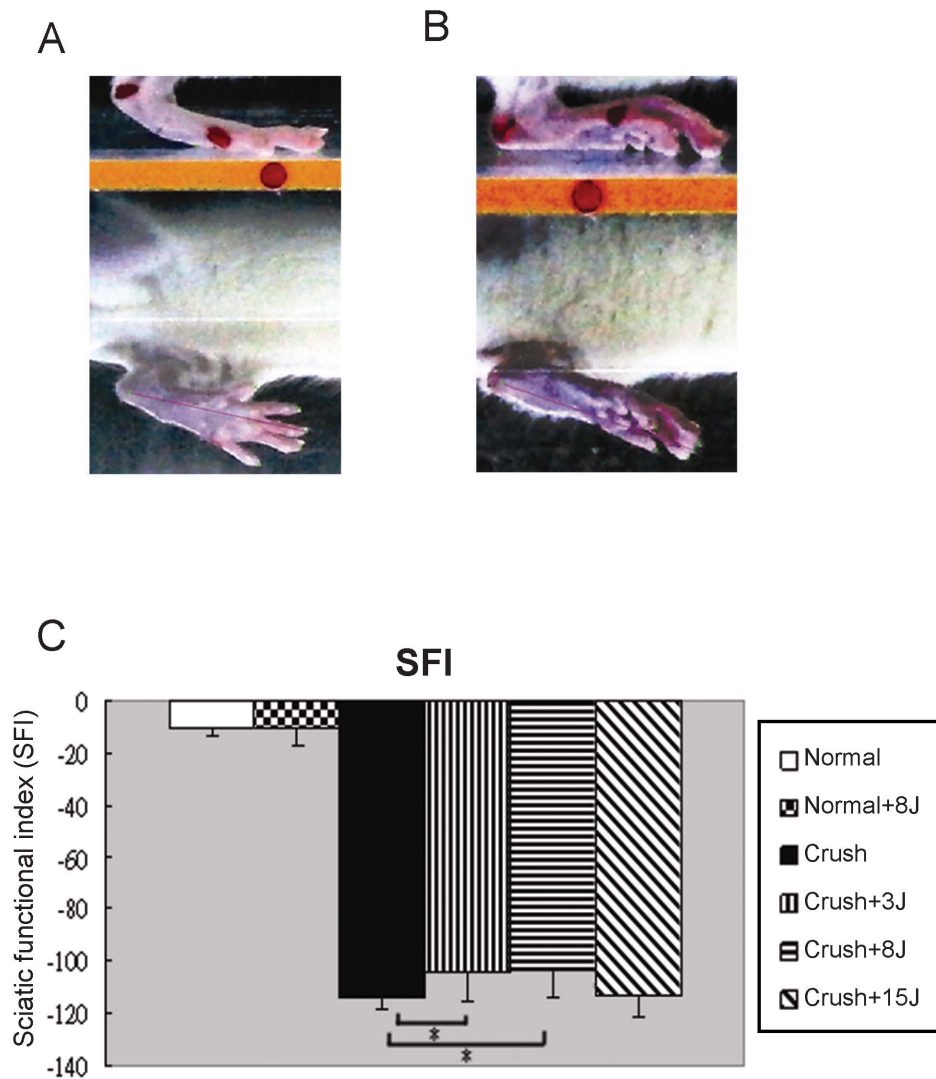 A
B
C
SFI
Sciatic functional index (SFI)
0
-20
-40
-60
-80
-100
-120
-140
*
*
Normal
Normal+8J
Crush
Crush+3J
Crush+8J
Crush+15J